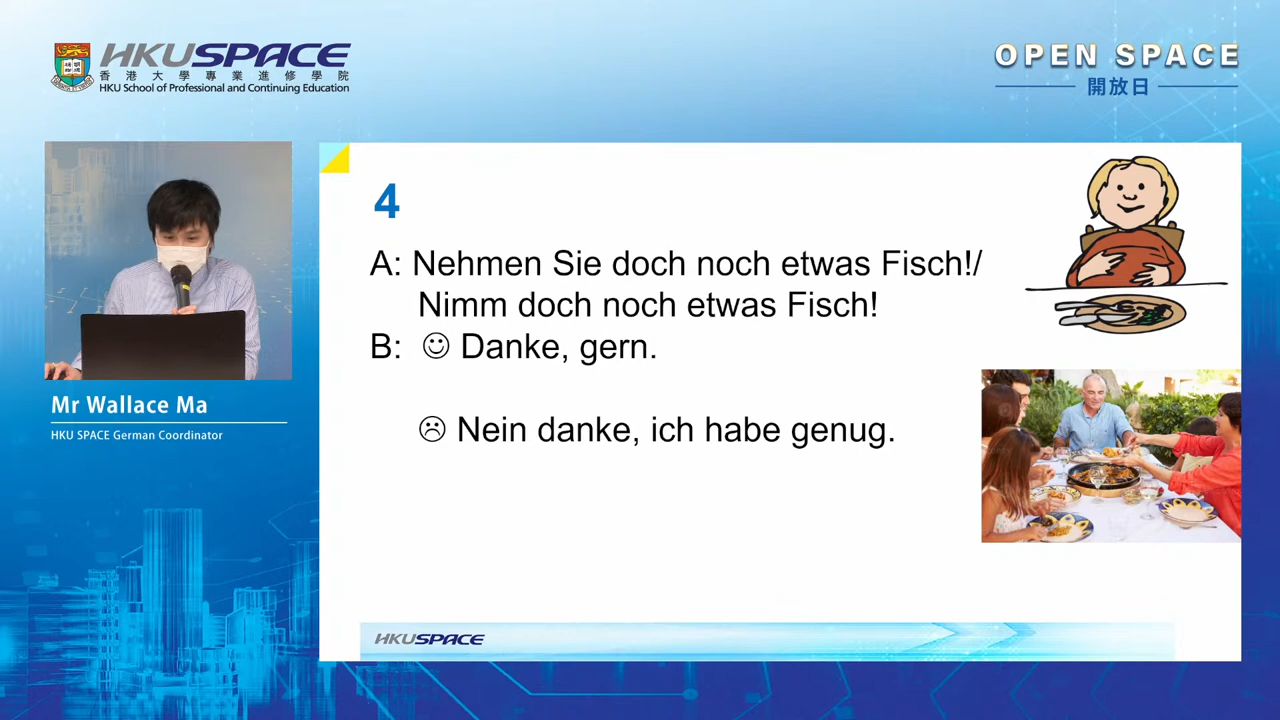 HKUSPACE
香港大學專業進修學院
HKU School of Professional and Continuing Education
OPEN SPACE
開放日
4
A: Nehmen Sie doch noch etwas Fisch!/
Nimm doch noch etwas Fisch!
B: ☺ Danke, gern.
☹ Nein danke, ich habe genug.
Mr Wallace Ma
HKU SPACE German Coordinator
HKUSPACE